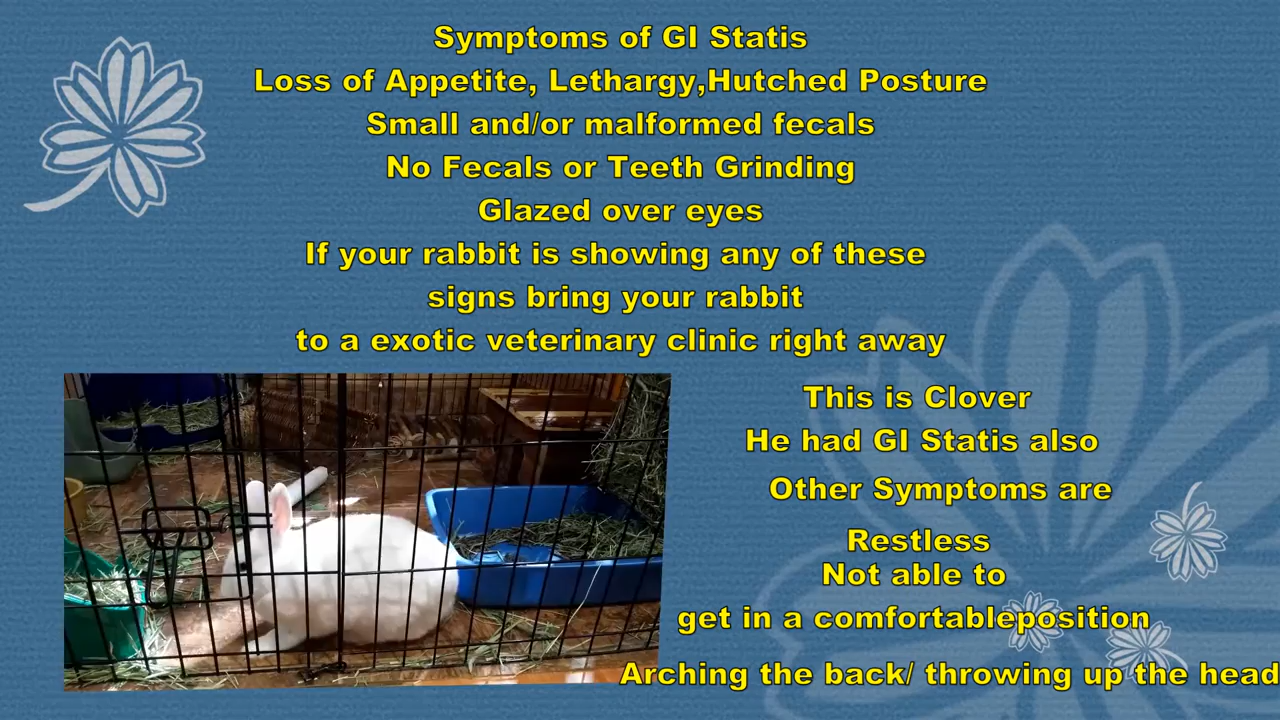 Symptoms of GI Statis
Loss of Appetite, Lethargy,Hutched Posture
Small and/or malformed fecals
No Fecals or Teeth Grinding
Glazed over eyes
If your rabbit is showing any of these
signs bring your rabbit
to a exotic veterinary clinic right away
This is Clover
He had GI Statis also
Other Symptoms are
Restless
Not able to
get in a comfortableposition
Arching the back/ throwing up the head